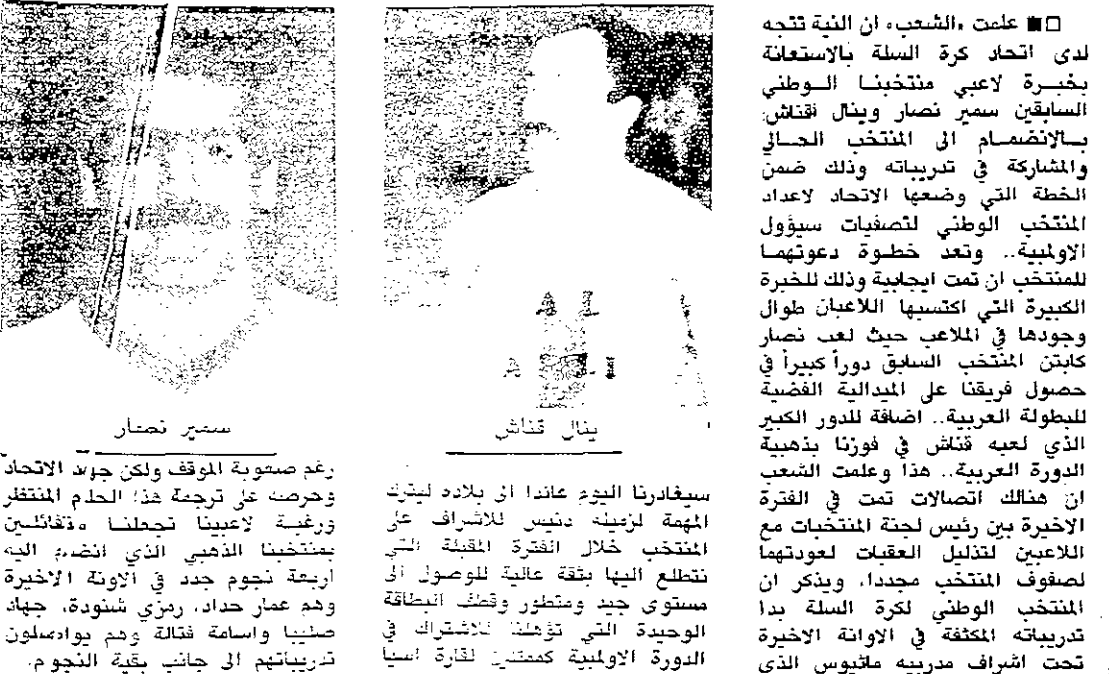 علمت «الشعب» ان النية تتجه
لدى اتحاد كرة السلة بالاستعانة
بخبرة لاعبي منتخبنا الوطني
السابقين سمير نصار وينال قناش
بالانضمام الى المنتخب الحالي
والمشاركة في تدريباته وذلك ضمن
الخطة التي وضعها الاتحاد لاعداد
المنتخب الوطني لتصفيات سيؤول
الاولمبية.. وتعد خطوة دعوتهما
للمنتخب ان تمت ايجابية وذلك للخبرة
الكبيرة التي اكتسبها اللاعبان طوال
وجودها في الملاعب حيث لعب نصار
كابتن المنتخب السابق دوراً كبيراً في
حصول فريقنا على الميدالية الفضية
للبطولة العربية.. اضافة للدور الكبير
الذي لعبه قناش في فوزنا بذهبية
الدورة العربية.. هذا وعلمت الشعب
ان هنالك اتصالات تمت في الفترة
الاخيرة بين رئيس لجنة المنتخبات مع
اللاعبين لتذليل العقبات لعودتهما
لصفوف المنتخب مجددا، ويذكر ان
المنتخب الوطني لكرة السلة بدا
تدريباته المكثفة في الاوانة الاخيرة
تحت اشراف مدربه ماثيوس الذي
ينال قناش
سيغادرنا اليوم عائدا الى بلاده ليترك
المهمة لزميله دنيس للاشراف على
المنتخب خلال الفترة المقبلة التي
نتطلع اليها بثقة عالية للوصول الى
مستوى جيد ومتطور وقطف البطاقة
الوحيدة التي تؤهلنا للاشتراك في
الدورة الاولمبية كممثلين لقارة اسيا
سمير نصار
رغم صعوبة الموقف ولكن جهد الاتحاد
وحرصه على ترجمة هذا الحلم المنتظر
ورغبة لاعبينا تجعلنا متفائلين
بمنتخبنا الذهبي الذي انضم اليه
اربعة نجوم جدد في الاونة الاخيرة
وهم عمار حداد، رمزي شنودة، جهاد
صليبا واسامة فتالة وهم يواصلون
تدريباتهم الى جانب بقية النجوم.